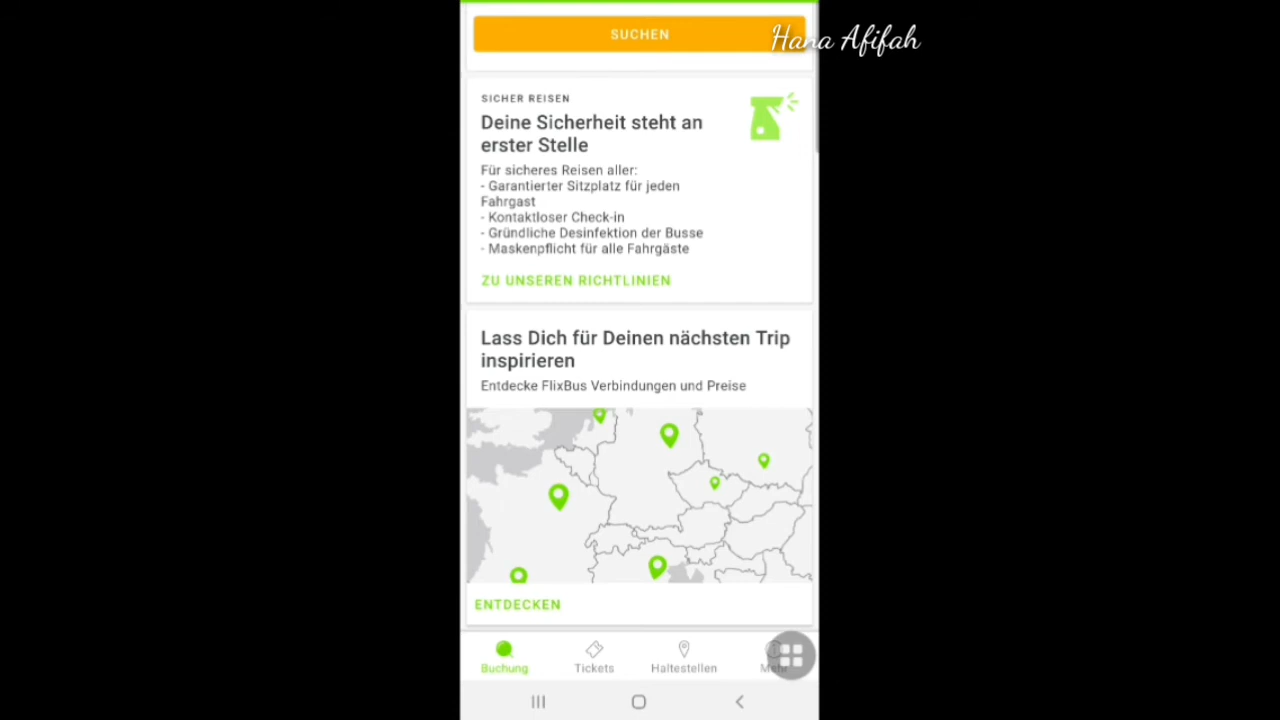 SUCHEN
Hana Afifah
SICHER REISEN
Deine Sicherheit steht an
erster Stelle
Für sicheres Reisen aller:
- Garantierter Sitzplatz für jeden
Fahrgast
- Kontaktloser Check-in
- Gründliche Desinfektion der Busse
- Maskenpflicht für alle Fahrgäste
ZU UNSEREN RICHTLINIEN
Lass Dich für Deinen nächsten Trip
inspirieren
Entdecke FlixBus Verbindungen und Preise
ENTDECKEN
Buchung
Tickets
Haltestellen